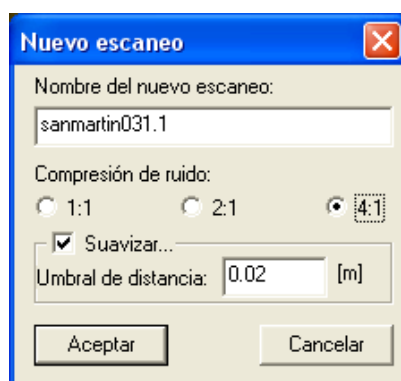 Nuevo escaneo
Nombre del nuevo escaneo:
sanmartin031.1
Compresión de ruido:
1:1 2:1 4:1
Suavizar...
Umbral de distancia: 0.02 [m]
Aceptar Cancelar